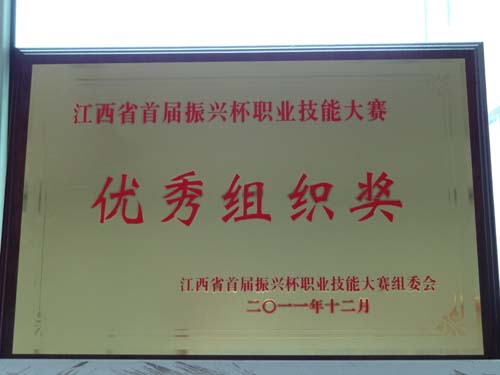 江西省首届振兴杯职业技能大赛
优秀组织奖
江西省首届振兴杯职业技能大赛组委会
二〇一一年十二月